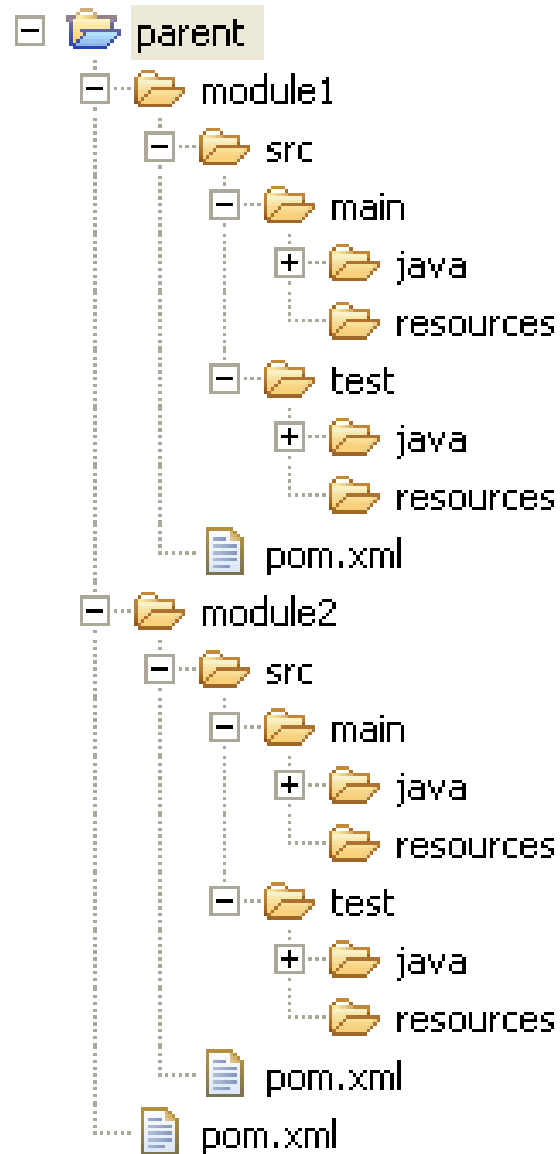 parent
module1
src
main
java
resources
test
java
resources
pom.xml
module2
src
main
java
resources
test
java
resources
pom.xml
pom.xml